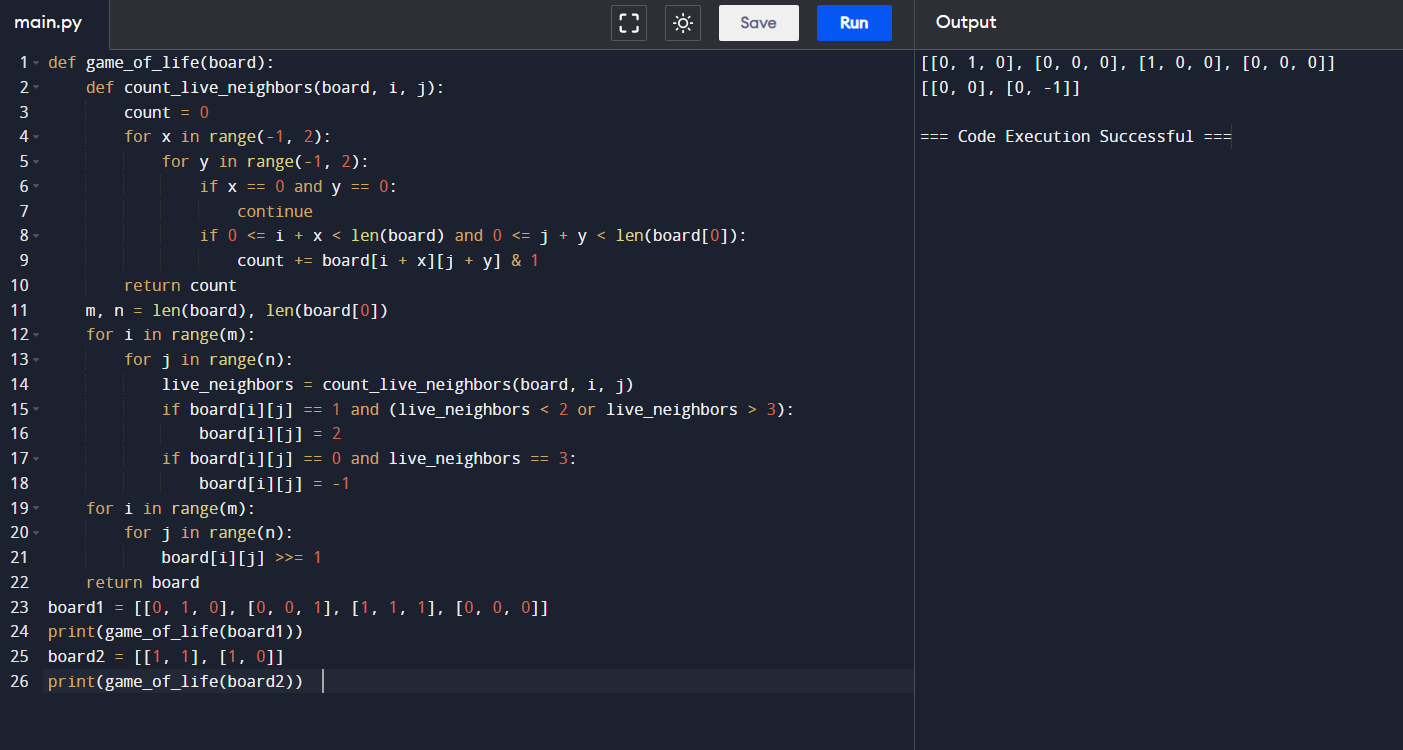 main.py
Save
Run
Output
1 def game_of_life(board):
2     def count_live_neighbors(board, i, j):
3         count = 0
4         for x in range(-1, 2):
5             for y in range(-1, 2):
6                 if x == 0 and y == 0:
7                     continue
8                 if 0 <= i + x < len(board) and 0 <= j + y < len(board[0]):
9                     count += board[i + x][j + y] & 1
10         return count
11     m, n = len(board), len(board[0])
12     for i in range(m):
13         for j in range(n):
14             live_neighbors = count_live_neighbors(board, i, j)
15             if board[i][j] == 1 and (live_neighbors < 2 or live_neighbors > 3):
16                 board[i][j] = 2
17             if board[i][j] == 0 and live_neighbors == 3:
18                 board[i][j] = -1
19     for i in range(m):
20         for j in range(n):
21             board[i][j] >>= 1
22     return board
23 board1 = [[0, 1, 0], [0, 0, 1], [1, 1, 1], [0, 0, 0]]
24 print(game_of_life(board1))
25 board2 = [[1, 1], [1, 0]]
26 print(game_of_life(board2))
[[0, 1, 0], [0, 0, 0], [1, 0, 0], [0, 0, 0]]
[[0, 0], [0, -1]]
=== Code Execution Successful ===